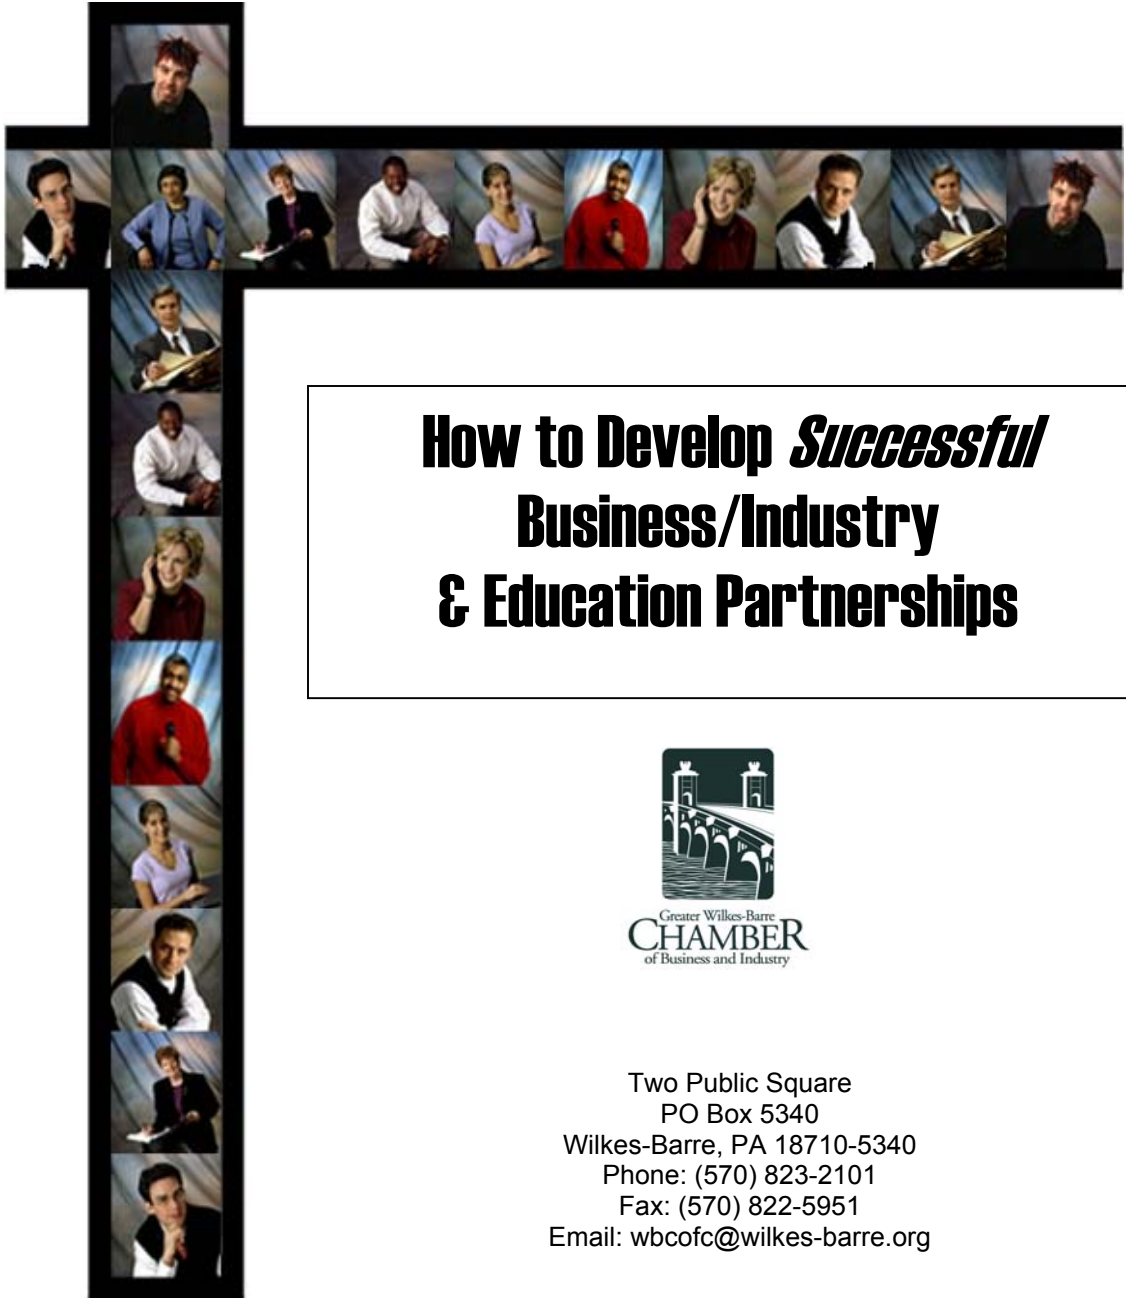 How to Develop Successful
Business/Industry
& Education Partnerships
Greater Wilkes-Barre
CHAMBER
of Business and Industry
Two Public Square
PO Box 5340
Wilkes-Barre, PA 18710-5340
Phone: (570) 823-2101
Fax: (570) 822-5951
Email: wbcofc@wilkes-barre.org